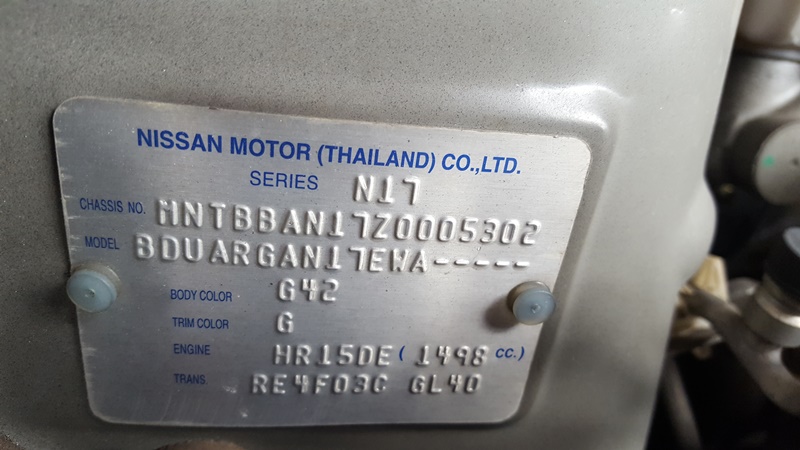 NISSAN MOTOR (THAILAND) CO.,LTD.
SERIES N17
CHASSIS NO. MNTBBAN17Z0005302
MODEL BDUARGAN17EWA-----
BODY COLOR G42
TRIM COLOR G
ENGINE HR15DE ( 1498 CC.)
TRANS. RE4F03C GL40